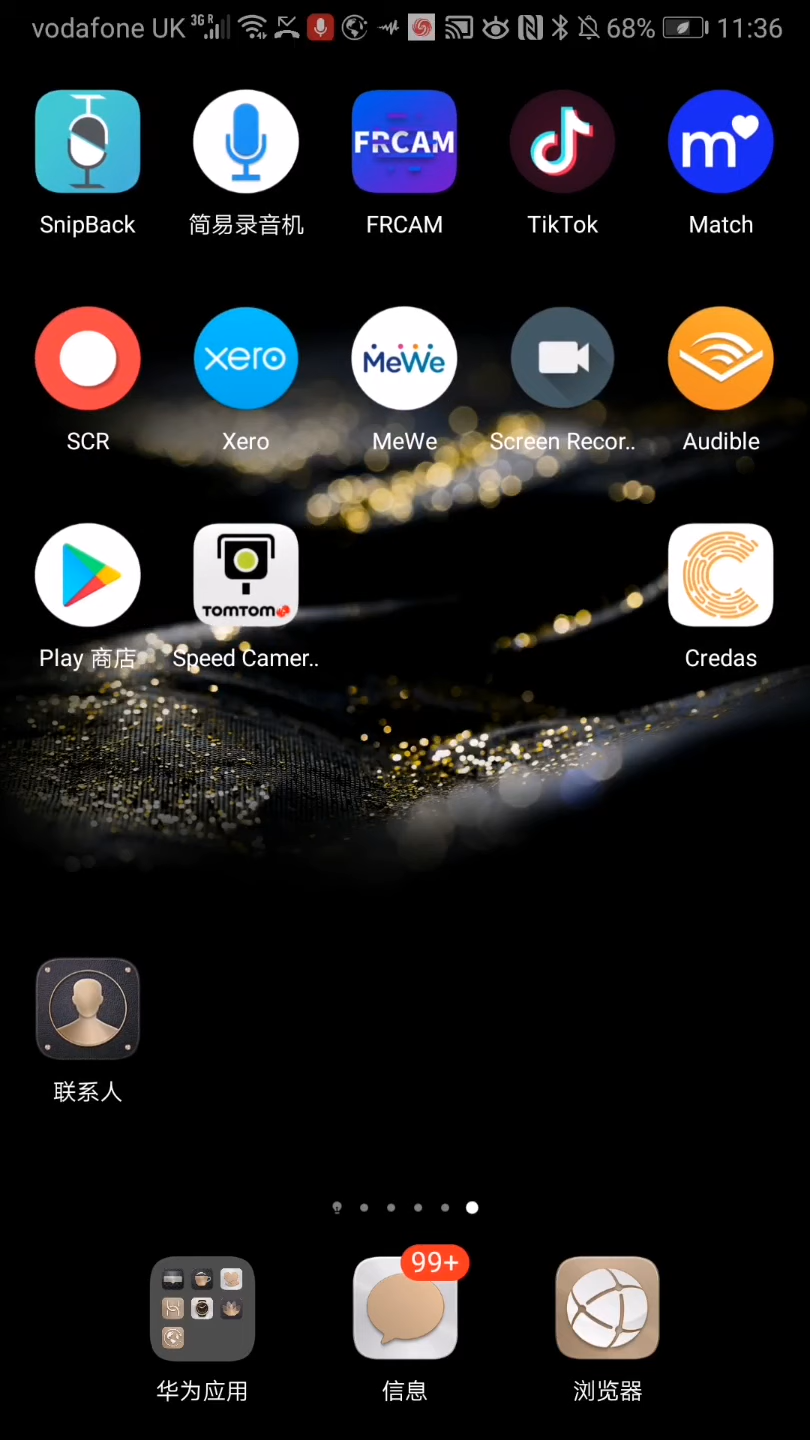 vodafone UK 3G R 68% 11:36
FRCAM
m
SnipBack 简易录音机 FRCAM TikTok Match
xero MeWe
SCR Xero MeWe Screen Recor.. Audible
TOMTOM
Play 商店 Speed Camer.. Credas
联系人
99+
华为应用 信息 浏览器